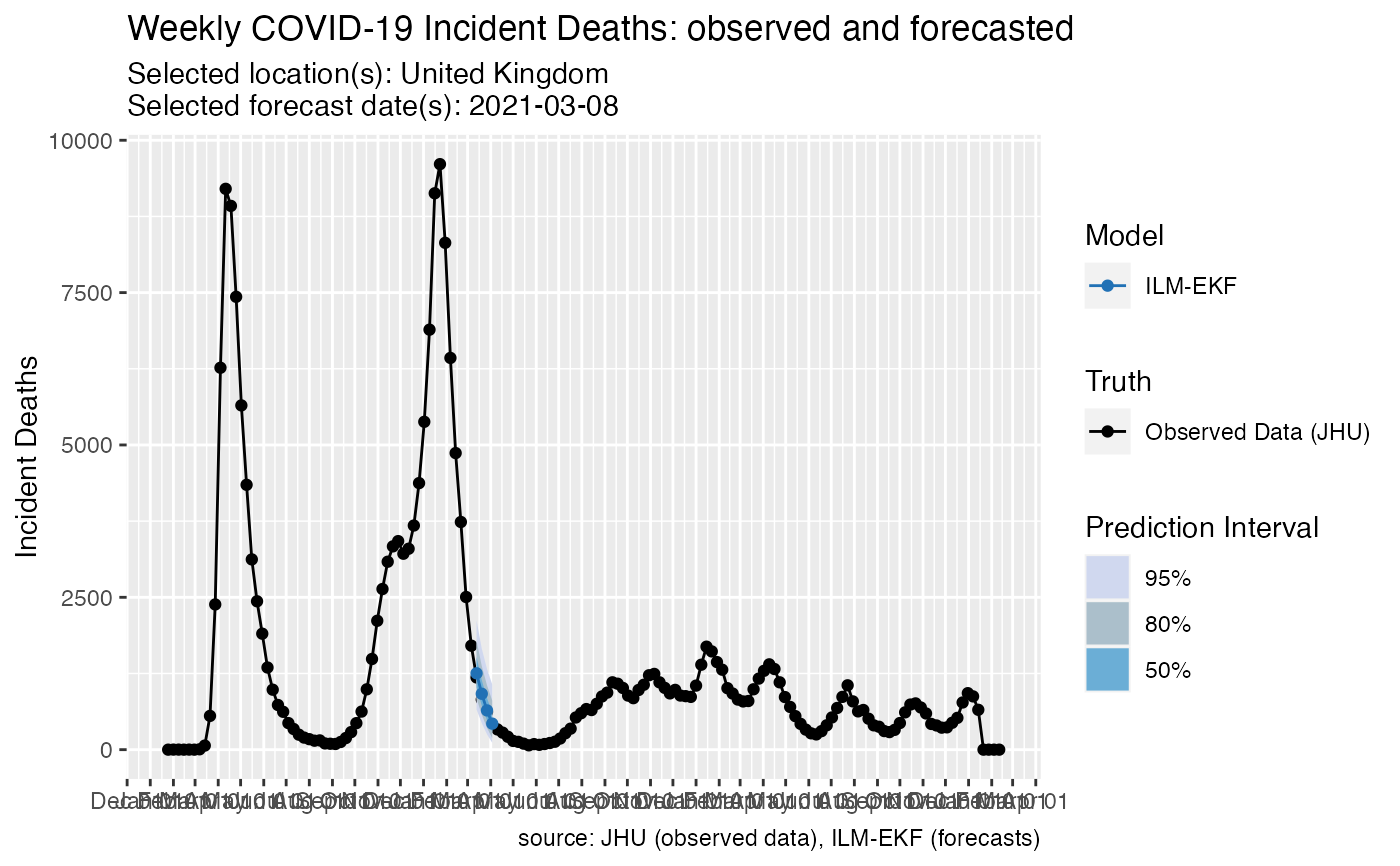 Weekly COVID-19 Incident Deaths: observed and forecasted
Selected location(s): United Kingdom
Selected forecast date(s): 2021-03-08
10000
7500
5000
2500
0
Incident Deaths
Model
ILM-EKF
Truth
Observed Data (JHU)
Prediction Interval
95%
80%
50%
source: JHU (observed data), ILM-EKF (forecasts)